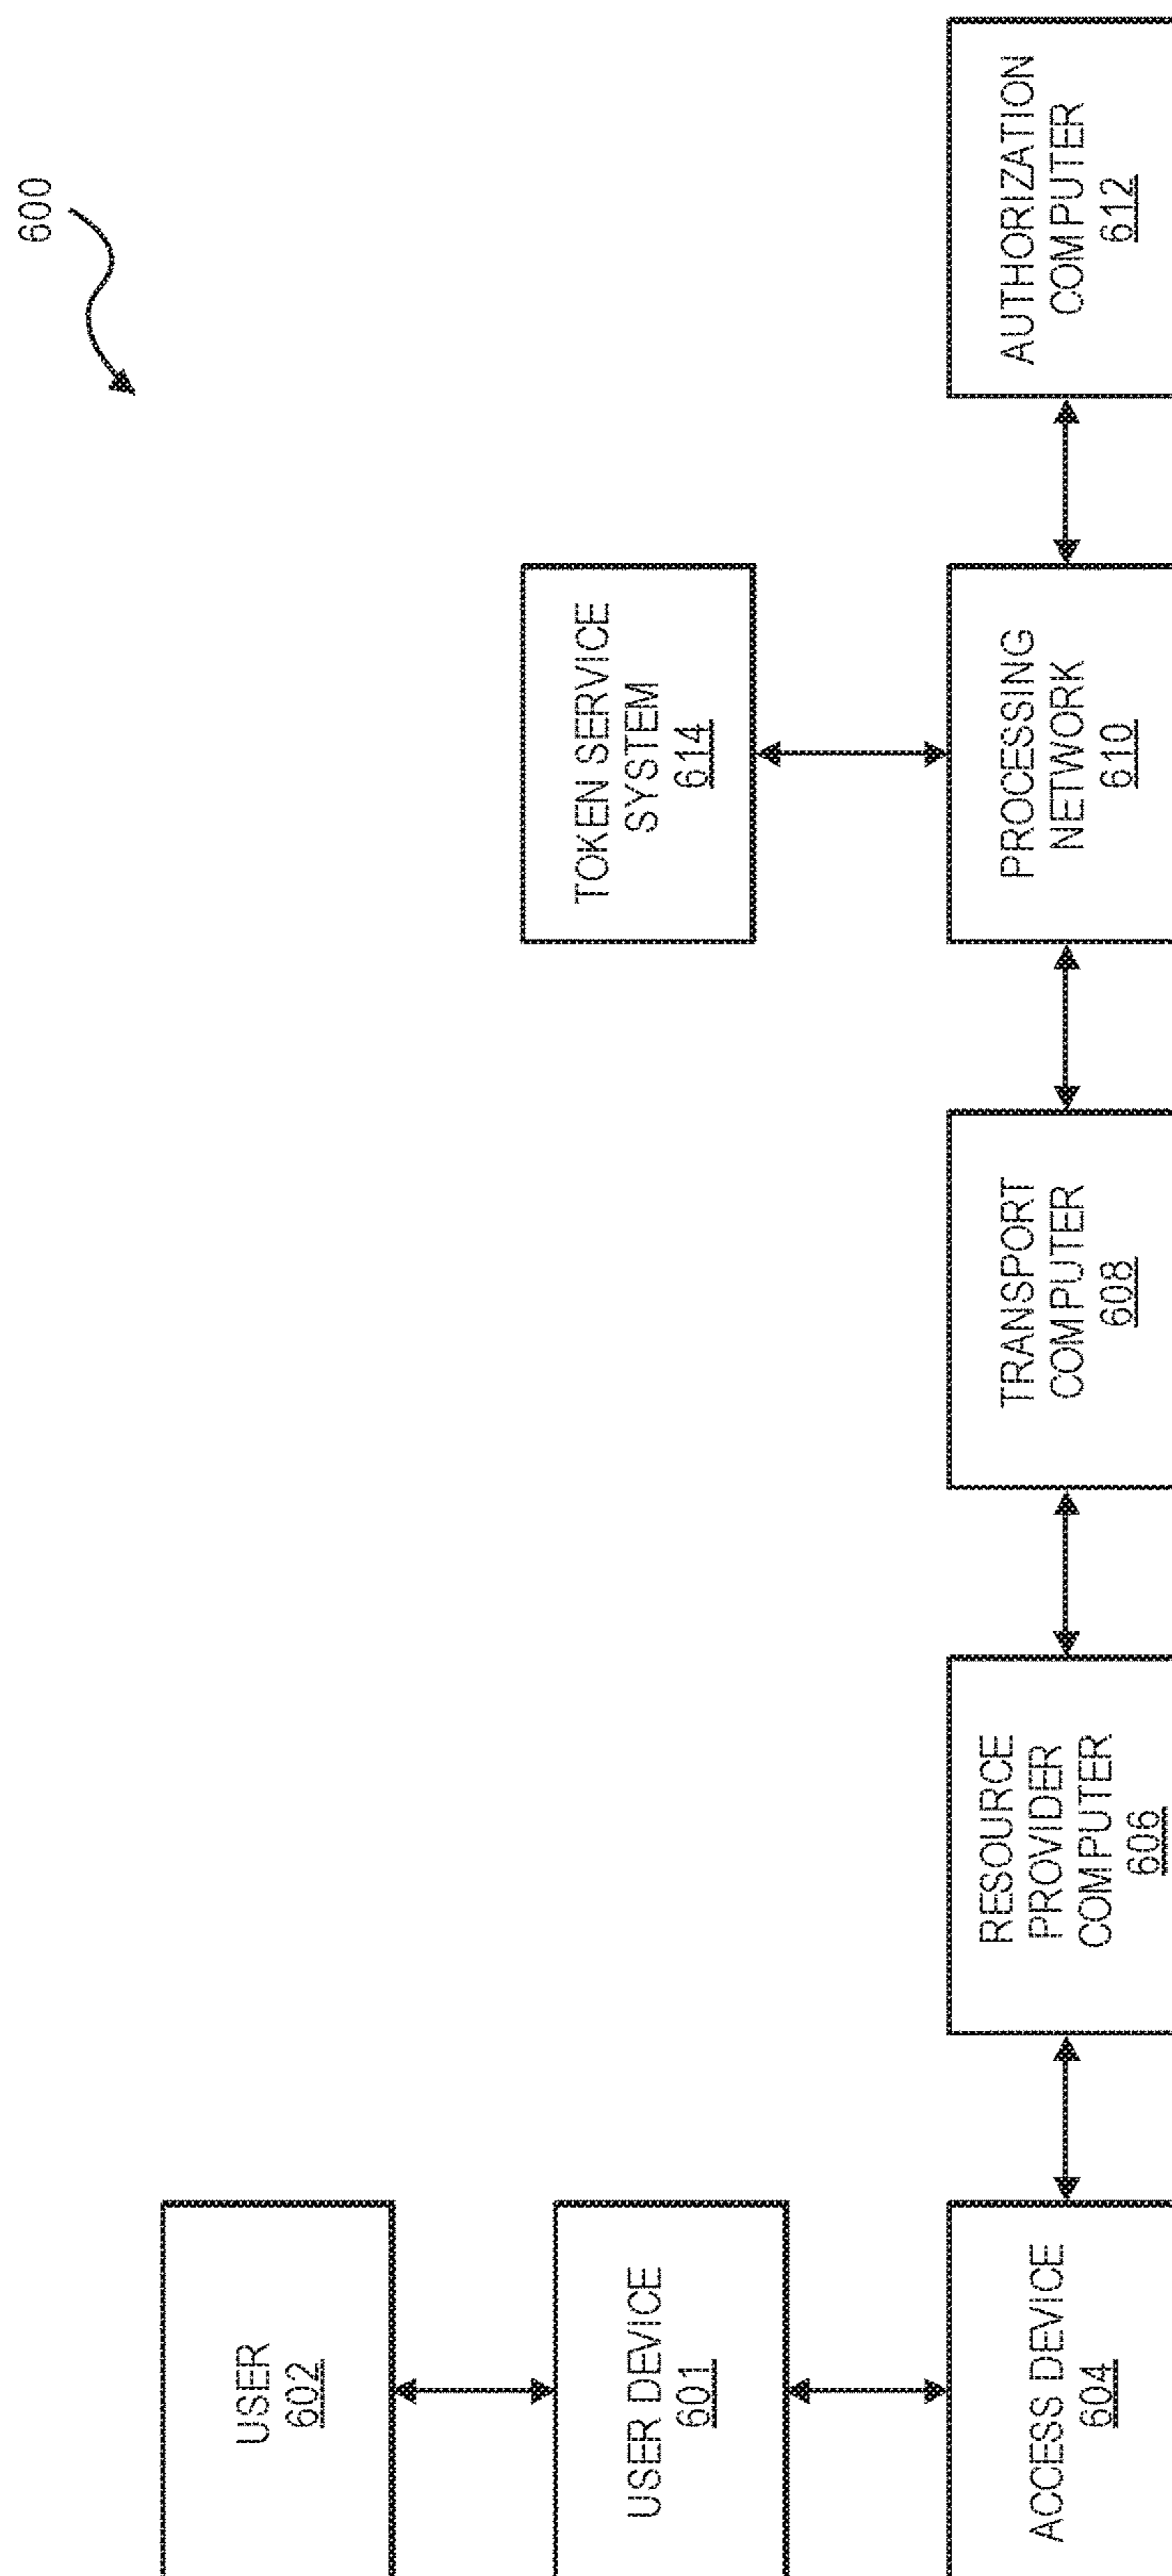 600
USER
602
USER DEVICE
601
TOKEN SERVICE
SYSTEM
614
ACCESS DEVICE
604
RESOURCE
PROVIDER
COMPUTER
606
TRANSPORT
COMPUTER
608
PROCESSING
NETWORK
610
AUTHORIZATION
COMPUTER
612